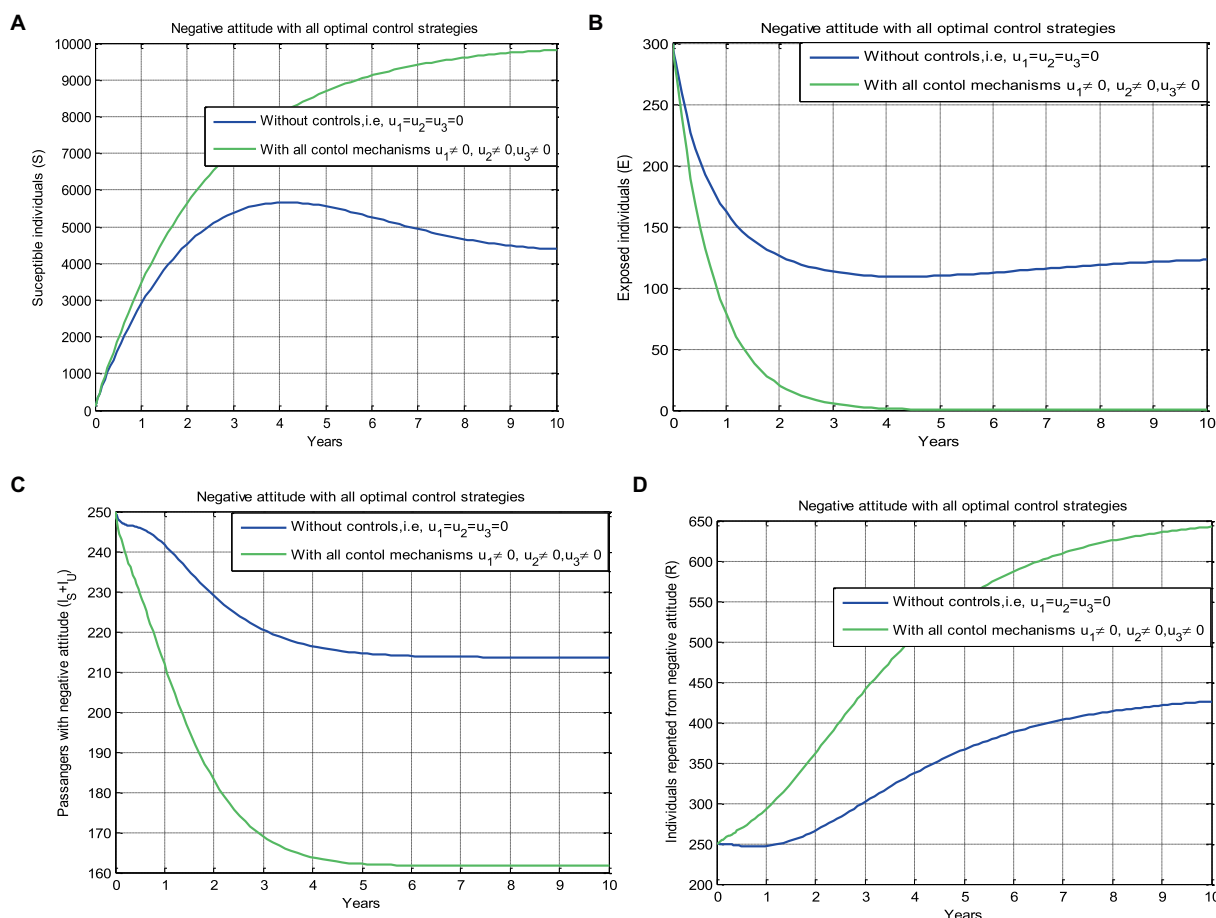 A
Negative attitude with all optimal control strategies
10000
9000
8000
7000
6000
5000
4000
3000
2000
1000
0
Suceptible individuals (S)
Without controls,i.e, u1=u2=u3=0
With all contol mechanisms u1≠ 0, u2≠ 0,u3≠ 0
0 1 2 3 4 5 6 7 8 9 10
Years
B
Negative attitude with all optimal control strategies
300
250
200
150
100
50
0
Exposed individuals (E)
Without controls,i.e, u1=u2=u3=0
With all contol mechanisms u1≠ 0, u2≠ 0,u3≠ 0
0 1 2 3 4 5 6 7 8 9 10
Years
C
Negative attitude with all optimal control strategies
250
240
230
220
210
200
190
180
170
160
Passangers with negative attitude (IS+IU)
Without controls,i.e, u1=u2=u3=0
With all contol mechanisms u1≠ 0, u2≠ 0,u3≠ 0
0 1 2 3 4 5 6 7 8 9 10
Years
D
Negative attitude with all optimal control strategies
650
600
550
500
450
400
350
300
250
200
Individuals repented from negative attitude (R)
Without controls,i.e, u1=u2=u3=0
With all contol mechanisms u1≠ 0, u2≠ 0,u3≠ 0
0 1 2 3 4 5 6 7 8 9 10
Years